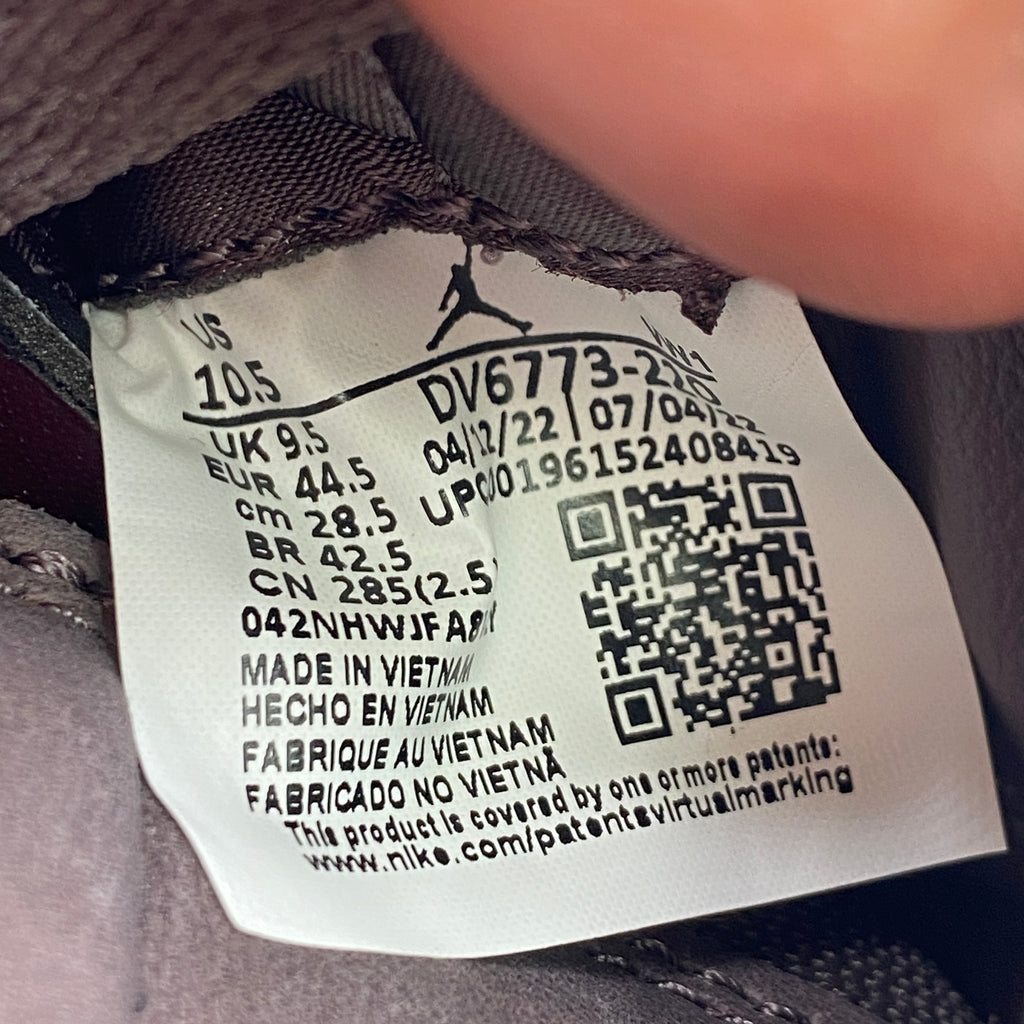 US
10.5
UK 9.5
EUR 44.5
cm 28.5
BR 42.5
CN 285(2.5)
DV6773-220
04/12/22 | 07/04/22
UPC 00196152408419
MADE IN VIETNAM
HECHO EN VIETNAM
FABRIQUE AU VIETNAM
FABRICADO NO VIETNÃ
This product is covered by one or more patents:
www.nike.com/patentsvirtualmarking